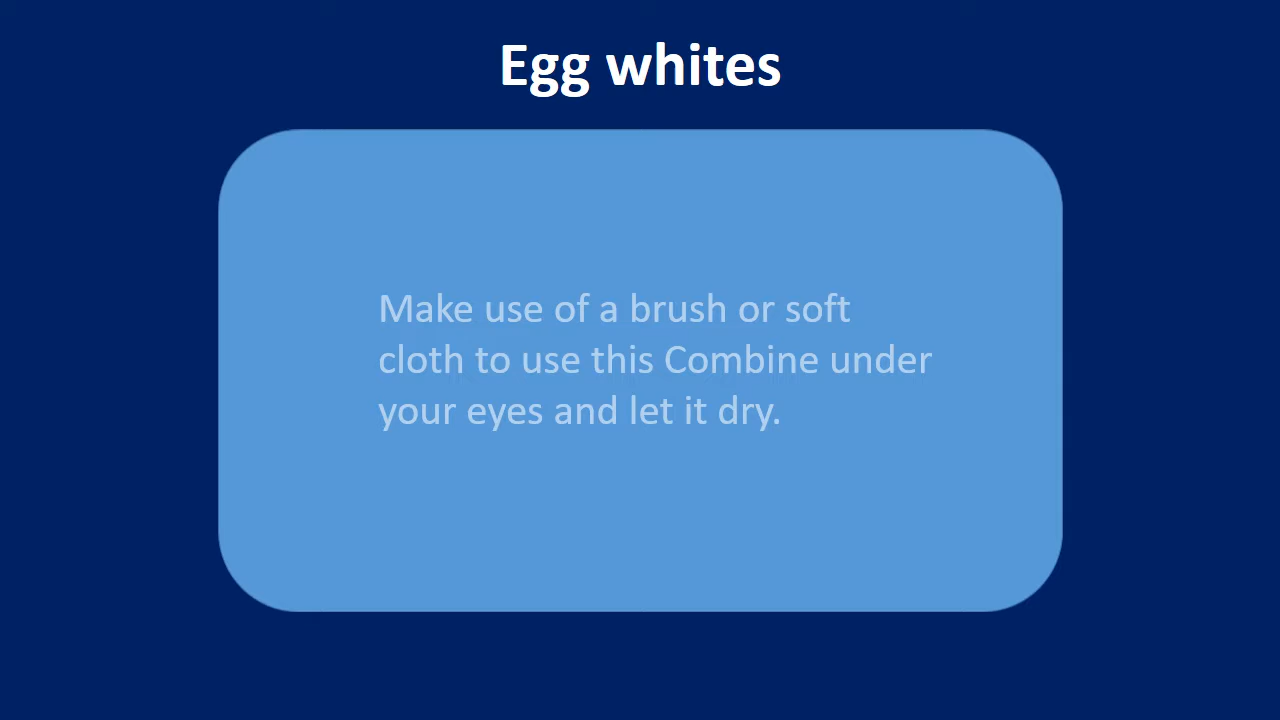 Egg whites
Make use of a brush or soft
cloth to use this Combine under
your eyes and let it dry.